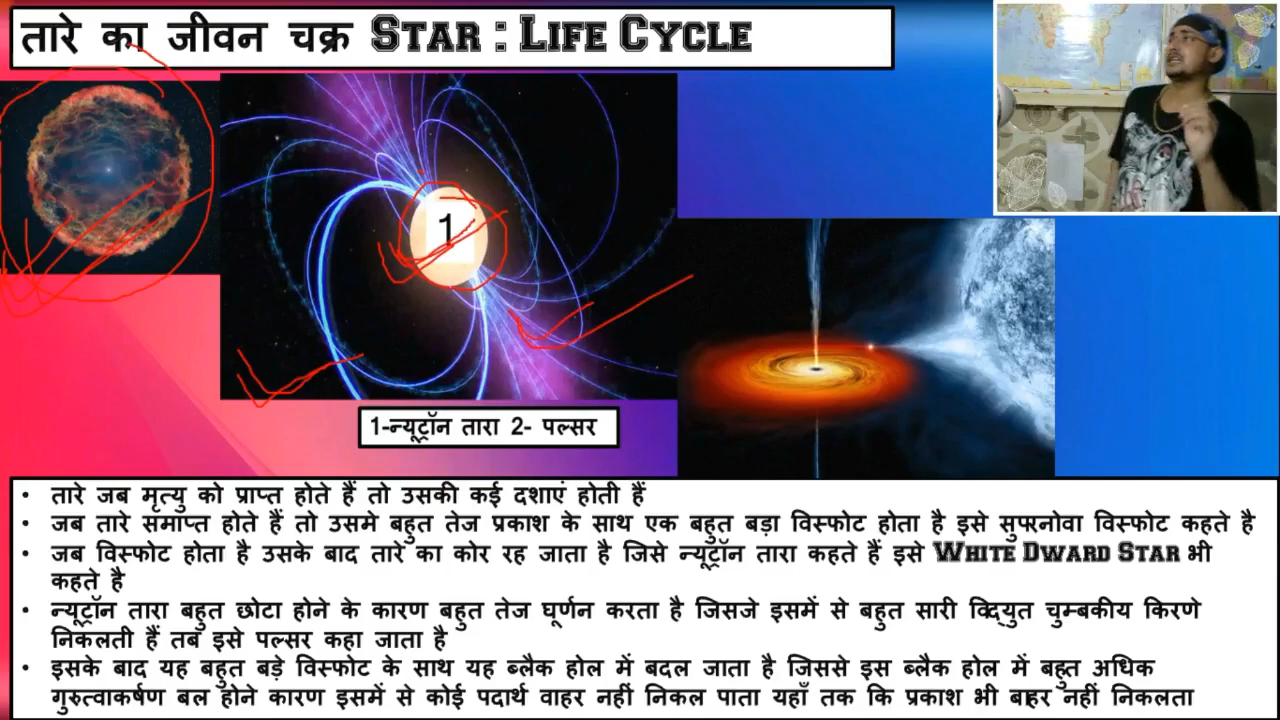 तारे का जीवन चक्र STAR : LIFE CYCLE
1
1-न्यूट्रॉन तारा 2- पल्सर
• तारे जब मृत्यु को प्राप्त होते हैं तो उसकी कई दशाएं होती हैं
• जब तारे समाप्त होते हैं तो उसमे बहुत तेज प्रकाश के साथ एक बहुत बड़ा विस्फोट होता है इसे सुपरनोवा विस्फोट कहते है
• जब विस्फोट होता है उसके बाद तारे का कोर रह जाता है जिसे न्यूट्रॉन तारा कहते हैं इसे WHITE DWARD STAR भी
कहते है
• न्यूट्रॉन तारा बहुत छोटा होने के कारण बहुत तेज घूर्णन करता है जिसजे इसमें से बहुत सारी विद्युत चुम्बकीय किरणे
निकलती हैं तब इसे पल्सर कहा जाता है
• इसके बाद यह बहुत बड़े विस्फोट के साथ यह ब्लैक होल में बदल जाता है जिससे इस ब्लैक होल में बहुत अधिक
गुरुत्वाकर्षण बल होने कारण इसमें से कोई पदार्थ वाहर नहीं निकल पाता यहाँ तक कि प्रकाश भी बाहर नहीं निकलता